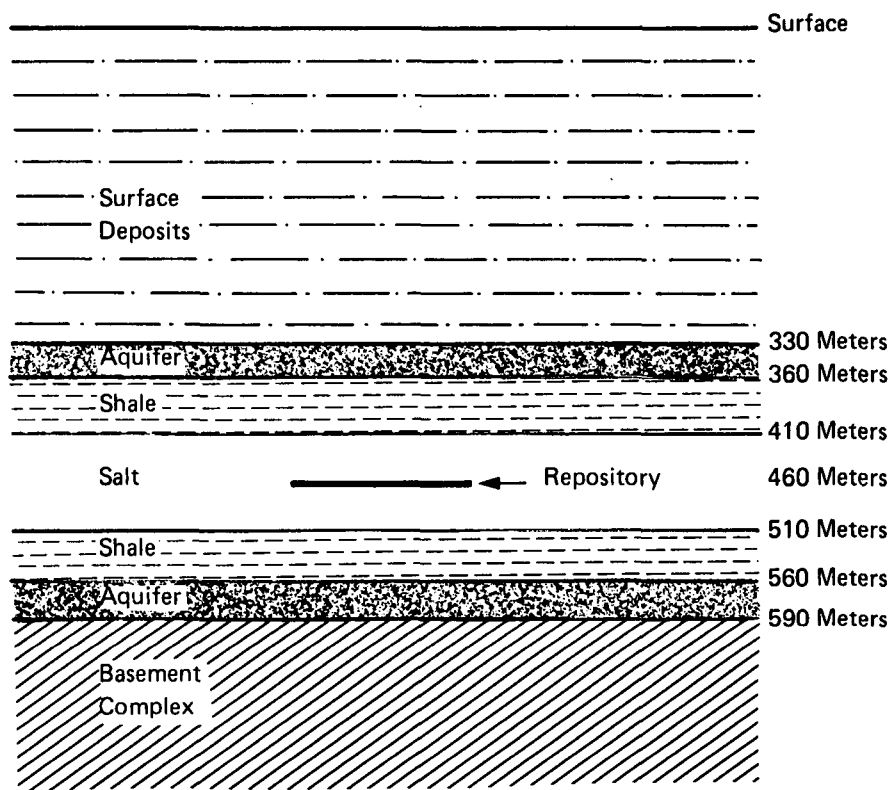 Surface
Surface
Deposits
330 Meters
Aquifer
360 Meters
Shale
410 Meters
Salt
Repository
460 Meters
510 Meters
Shale
560 Meters
Aquifer
590 Meters
Basement
Complex